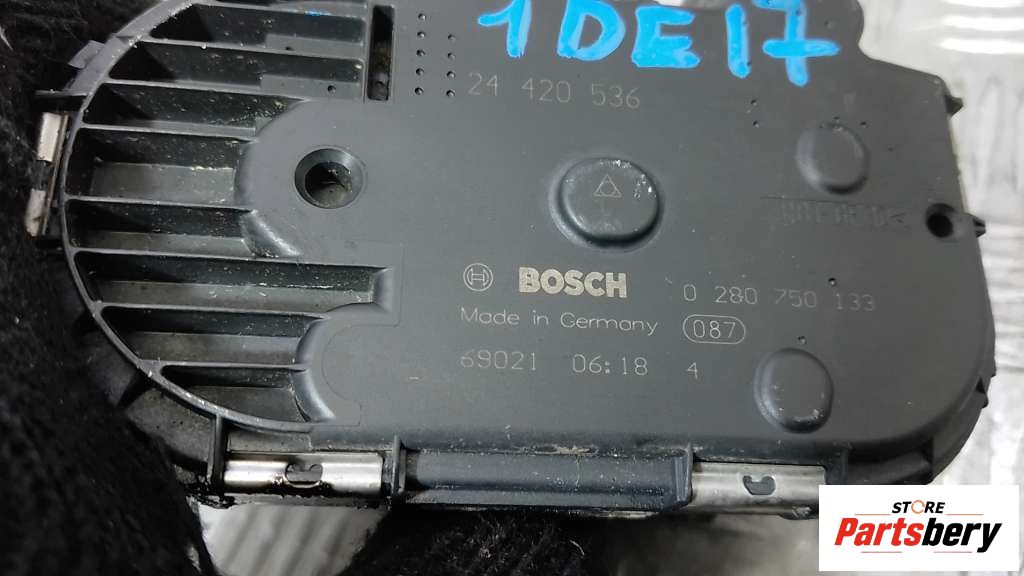 1DE17
24 420 536
BOSCH 0 280 750 133
Made in Germany 087
69021 06:18 4
STORE
Partsbery